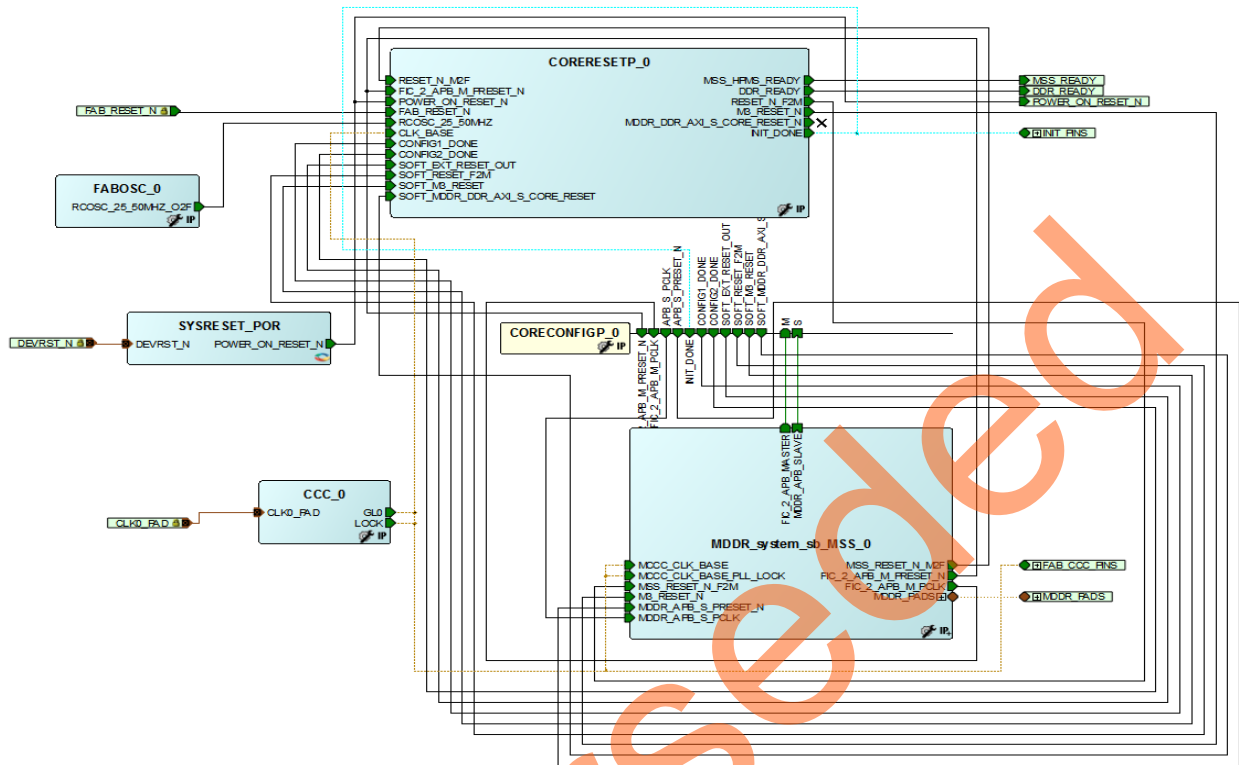 CORERESETP_0
RESET_N_M2F
FIC_2_APB_M_PRESET_N
POWER_ON_RESET_N
FAB_RESET_N
RCOSC_25_50MHZ
CLK_BASE
CONFIG1_DONE
CONFIG2_DONE
SOFT_EXT_RESET_OUT
SOFT_RESET_F2M
SOFT_M3_RESET
SOFT_MDDR_DDR_AXI_S_CORE_RESET
MSS_HPMS_READY
DDR_READY
RESET_N_F2M
M3_RESET_N
MDDR_DDR_AXI_S_CORE_RESET_N
INIT_DONE
IP
MSS_READY
DDR_READY
POWER_ON_RESET_N
INIT_PINS
FAB_RESET_N
FABOSC_0
RCOSC_25_50MHZ_O2F
IP
SYSRESET_POR
DEVRST_N
DEVRST_N
POWER_ON_RESET_N
CORECONFIGP_0
IP
APB_S_PCLK
APB_S_PRESET_N
CONFIG1_DONE
CONFIG2_DONE
SOFT_EXT_RESET_OUT
SOFT_RESET_F2M
SOFT_M3_RESET
SOFT_MDDR_DDR_AXI_S
M
S
_APB_M_PRESET_N
FIC_2_APB_M_PCLK
INIT_DONE
FIC_2_APB_MASTER
MDDR_APB_SLAVE
CCC_0
CLK0_PAD
CLK0_PAD
GL0
LOCK
IP
MDDR_system_sb_MSS_0
MCCC_CLK_BASE
MCCC_CLK_BASE_PLL_LOCK
MSS_RESET_N_F2M
M3_RESET_N
MDDR_APB_S_PRESET_N
MDDR_APB_S_PCLK
MSS_RESET_N_M2F
FIC_2_APB_M_PRESET_N
FIC_2_APB_M_PCLK
MDDR_PADS
IP
FAB_CCC_PINS
MDDR_PADS
seded